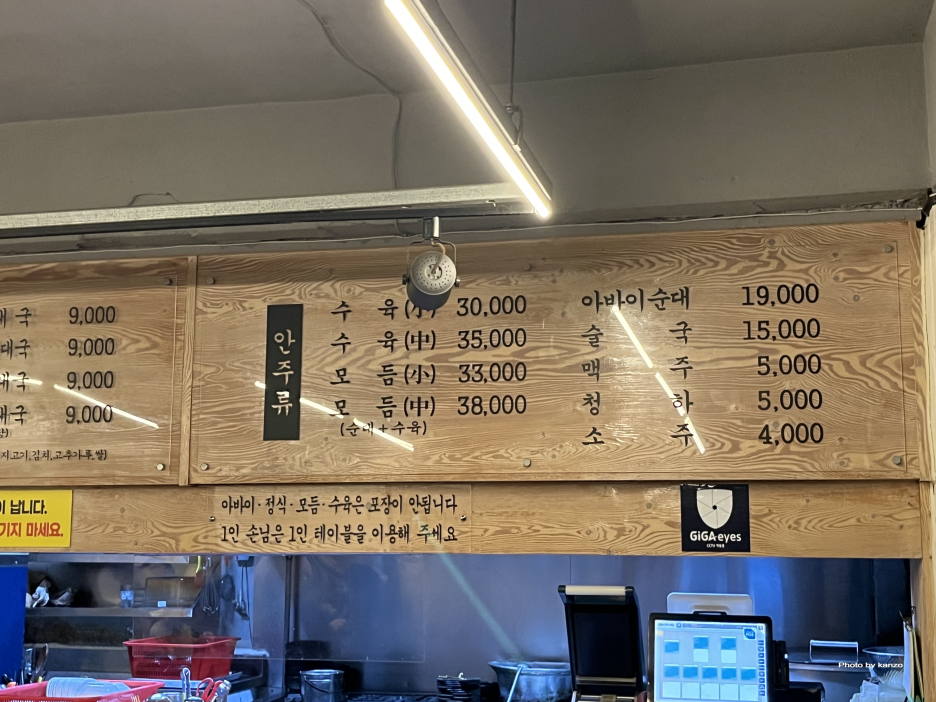 국 9,000
대국 9,000
국 9,000
국 9,000
지고기, 김치, 고추가루, 쌀)
안주류
수 육 (小) 30,000
수 육 (中) 35,000
모 듬 (小) 33,000
모 듬 (中) 38,000
(순대+수육)
아바이순대 19,000
술 국 15,000
맥 주 5,000
청 하 5,000
소 주 4,000
납니다.
기지 마세요.
아바이·정식·모듬·수육은 포장이 안됩니다
1인 손님은 1인 테이블을 이용해 주세요
GiGAeyes
Photo by kanzo